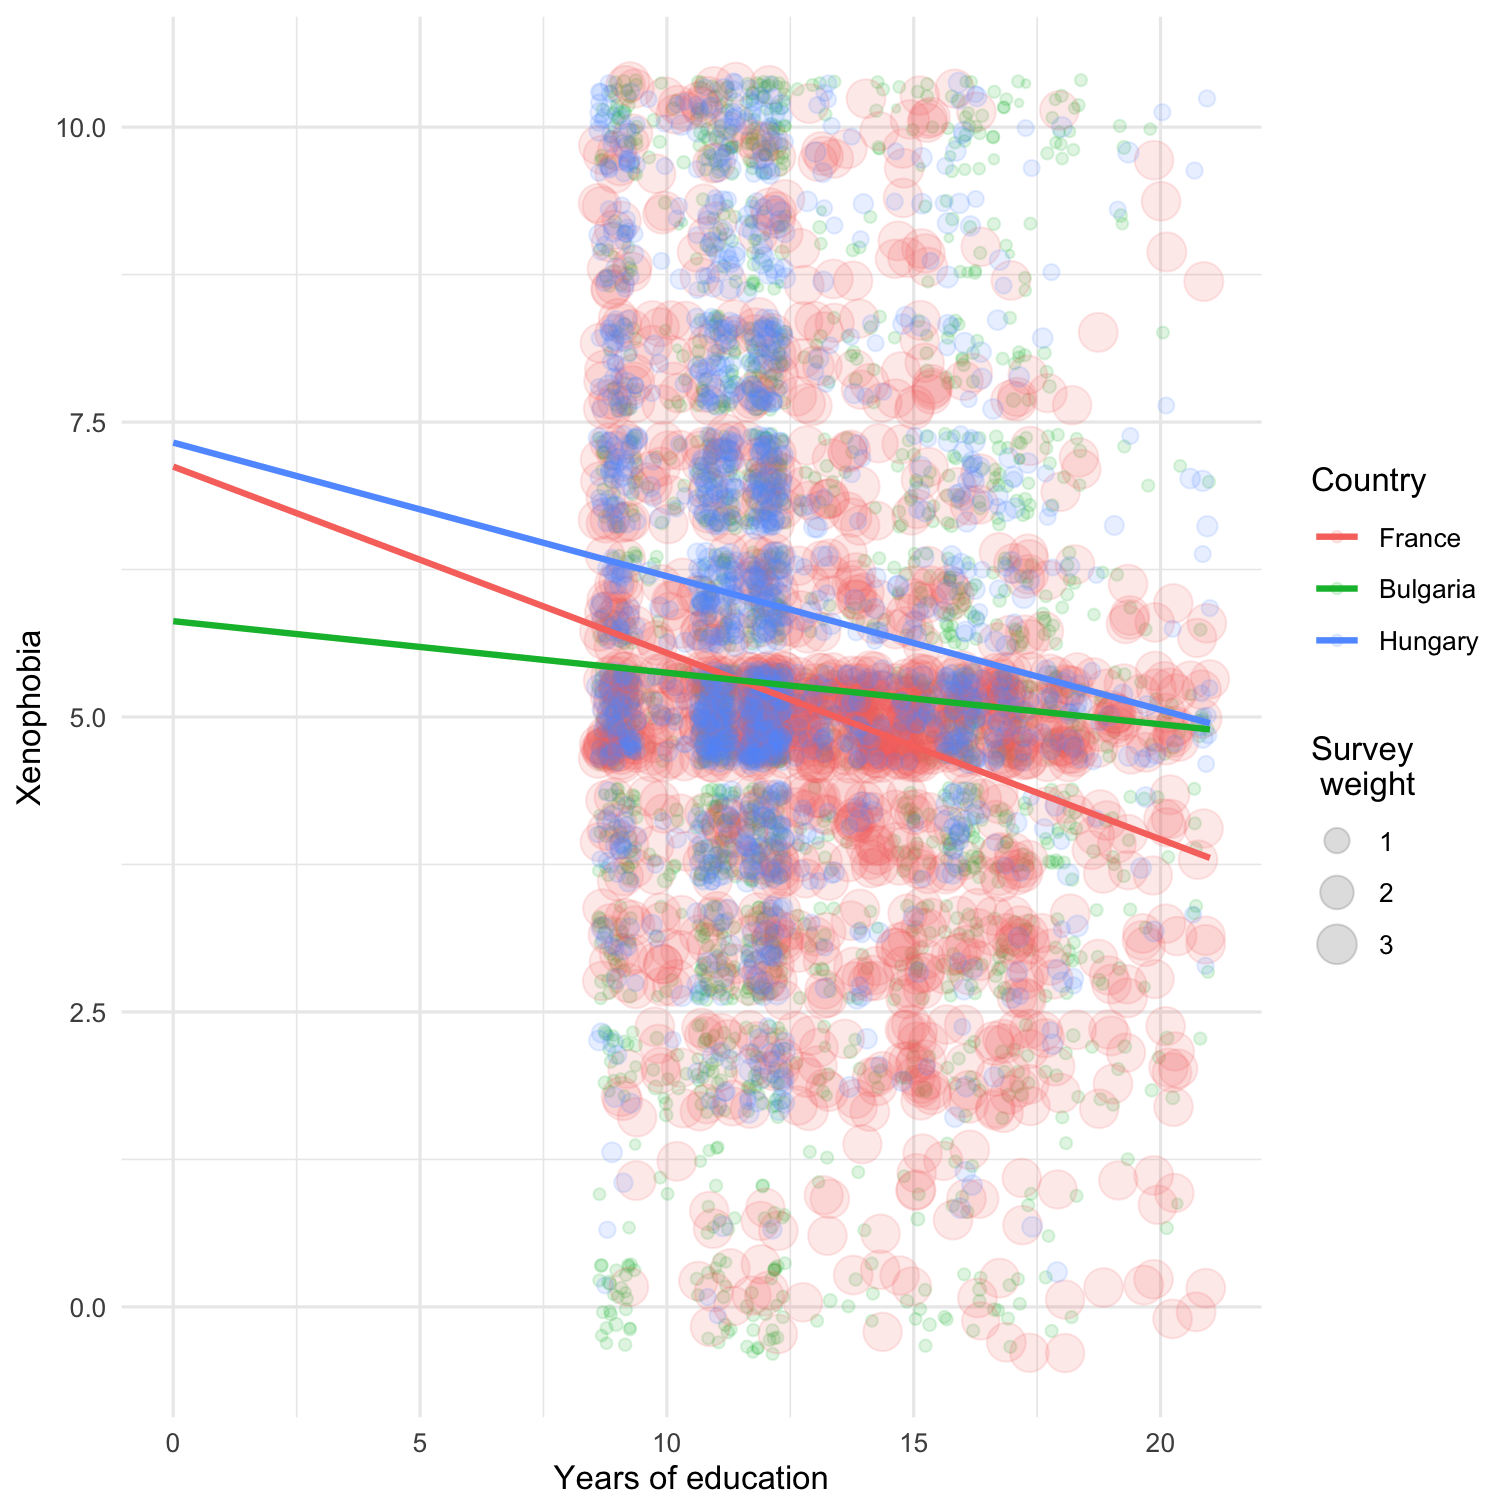 10.0
7.5
5.0
2.5
0.0
Xenophobia
0 5 10 15 20
Years of education
Country
France
Bulgaria
Hungary
Survey
weight
1
2
3